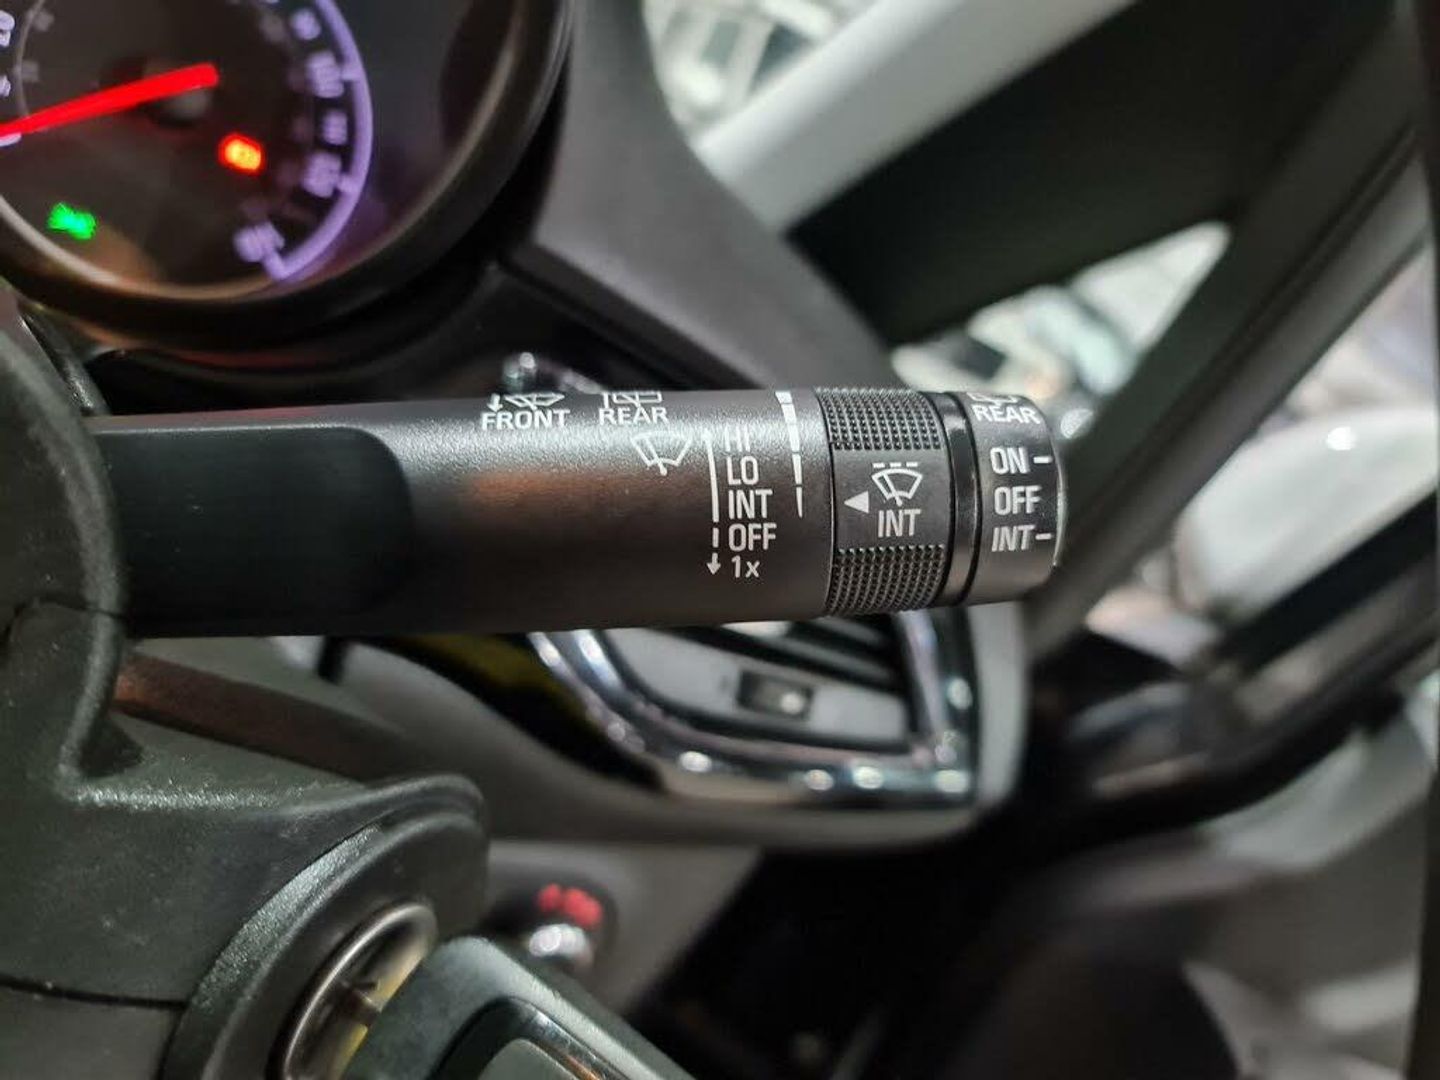 FRONT REAR
HI
LO
INT
OFF
1x
INT
REAR
ON
OFF
INT